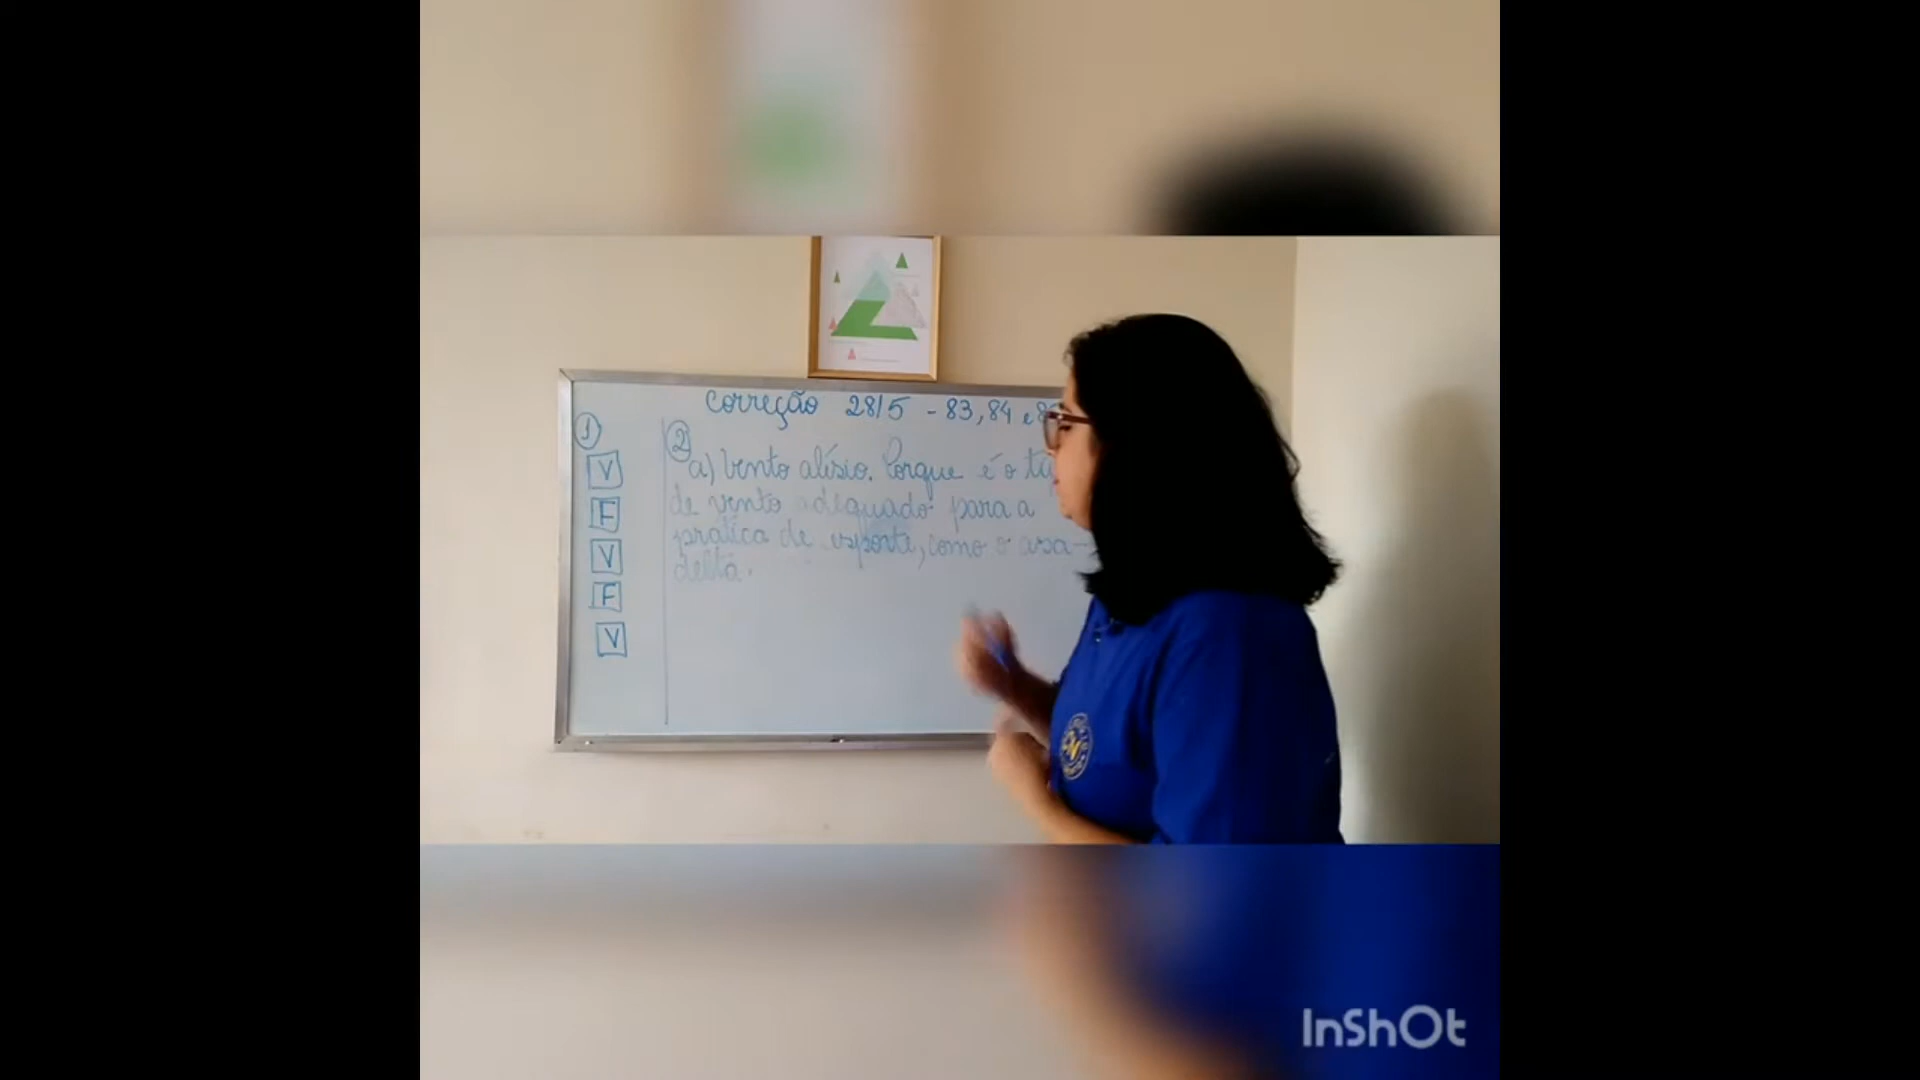 Correção 28/5 - 83, 84 e 8
①
V
F
V
F
V
②
a) Vento alísio. Porque é o
de vento adequado para a
prática de esporte, como o asa-
delta.
InShOt